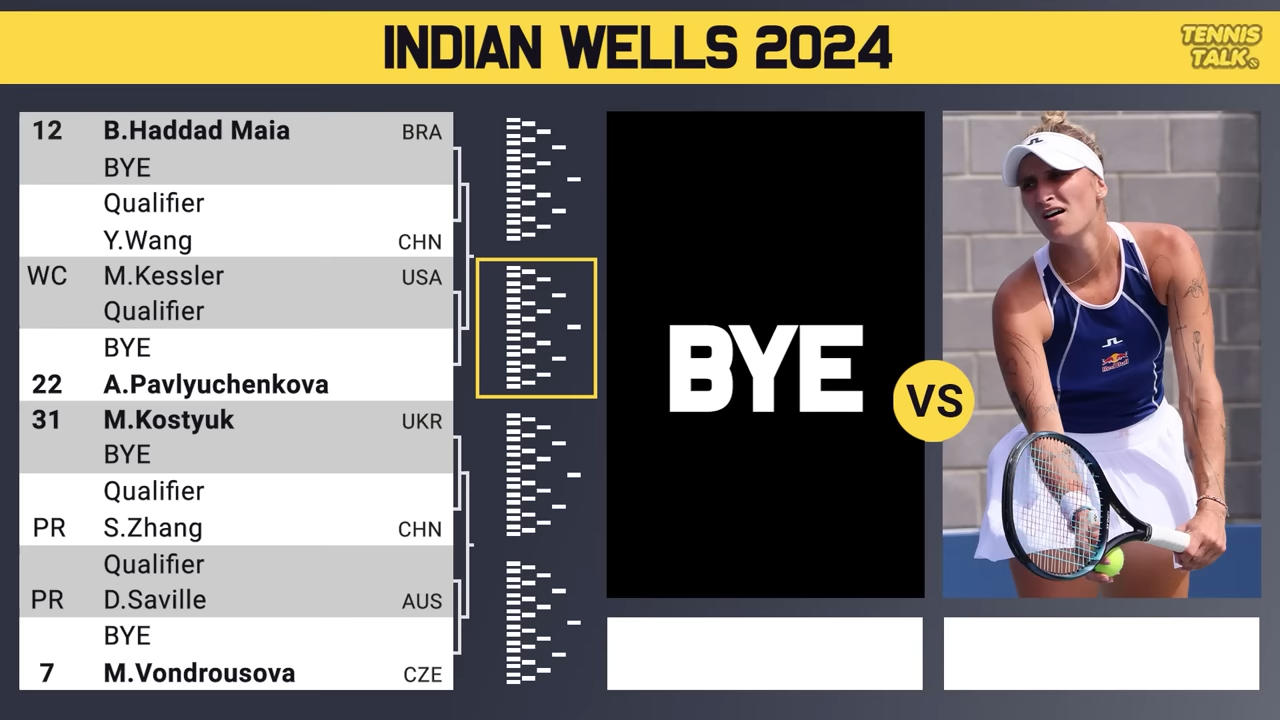 INDIAN WELLS 2024
TENNIS
TALK
12 B.Haddad Maia BRA
BYE
Qualifier
Y.Wang CHN
WC M.Kessler USA
Qualifier
BYE
22 A.Pavlyuchenkova
31 M.Kostyuk UKR
BYE
Qualifier
PR S.Zhang CHN
Qualifier
PR D.Saville AUS
BYE
7 M.Vondrousova CZE
BYE
VS
Red Bull